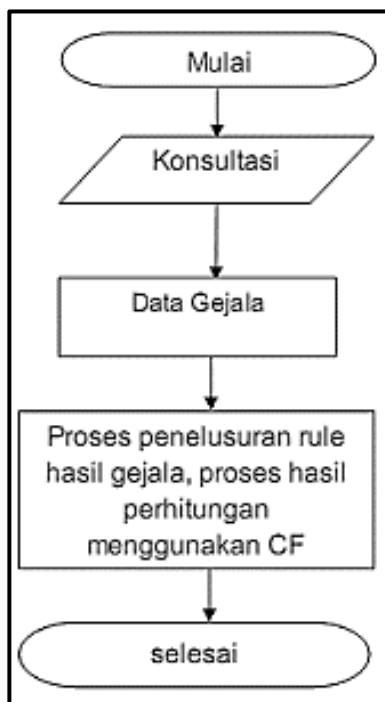 Mulai
Konsultasi
Data Gejala
Proses penelusuran rule
hasil gejala, proses hasil
perhitungan
menggunakan CF
selesai